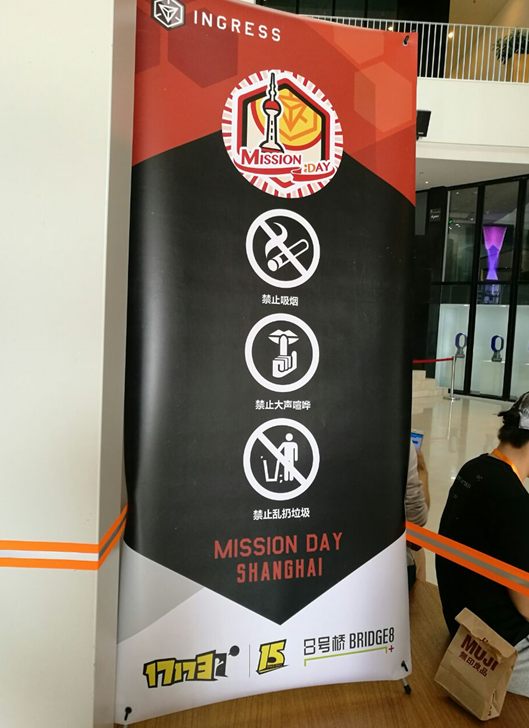 INGRESS
MISSION DAY
禁止吸烟
禁止大声喧哗
禁止乱扔垃圾
MISSION DAY
SHANGHAI
17173 15 8号桥 BRIDGE8
MUJI
無印良品